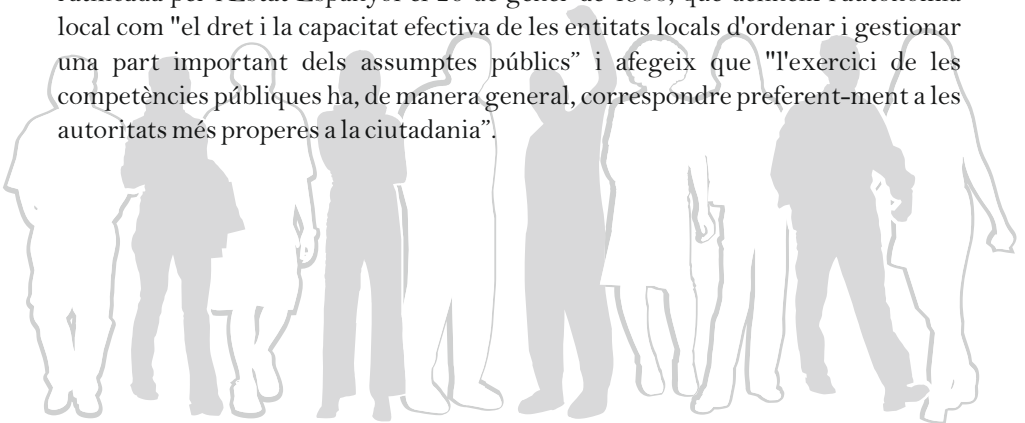 local com "el dret i la capacitat efectiva de les entitats locals d'ordenar i gestionar
una part important dels assumptes públics” i afegeix que "l'exercici de les
competències públiques ha, de manera general, correspondre preferent-ment a les
autoritats més properes a la ciutadania”.